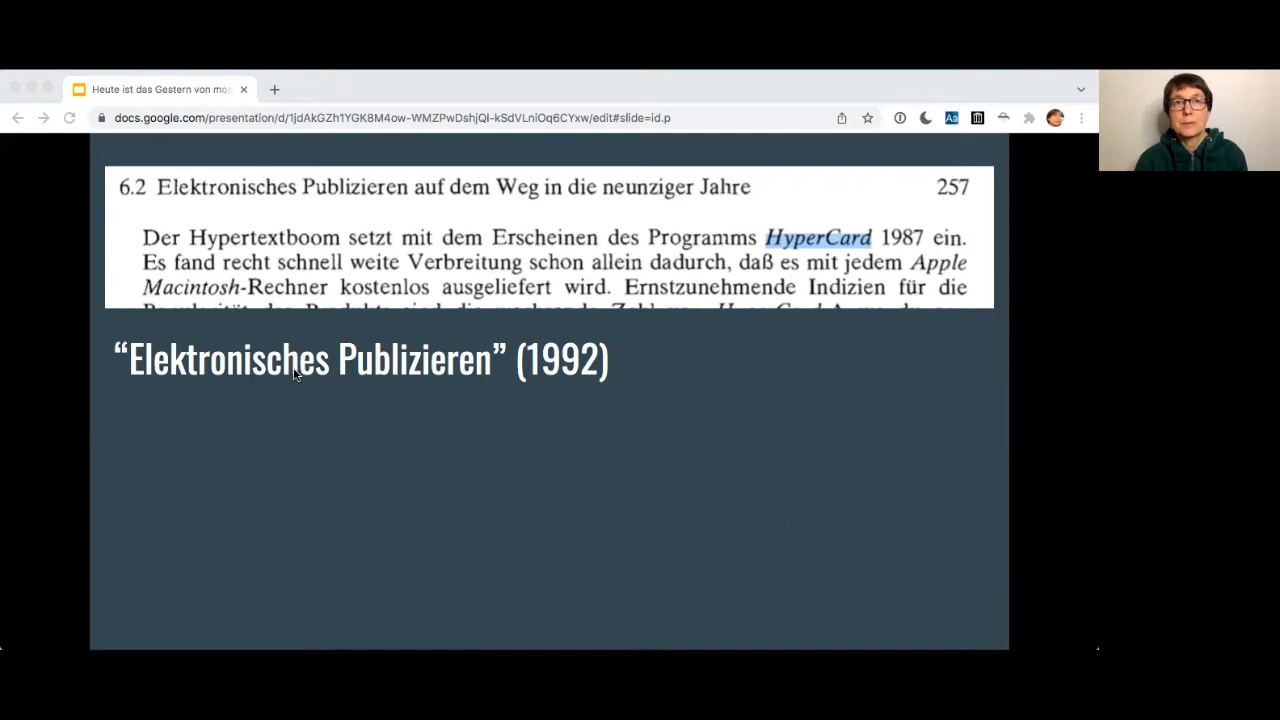 Heute ist das Gestern von mo
docs.google.com/presentation/d/1jdAkGZh1YGK8M4ow-WMZPwDshjd-kSdVLniOq6CYxw/edit#slide=id.p
Aa
6.2 Elektronisches Publizieren auf dem Weg in die neunziger Jahre 257
Der Hypertextboom setzt mit dem Erscheinen des Programms HyperCard 1987 ein.
Es fand recht schnell weite Verbreitung schon allein dadurch, daß es mit jedem Apple
Macintosh-Rechner kostenlos ausgeliefert wird. Ernstzunehmende Indizien für die
“Elektronisches Publizieren” (1992)